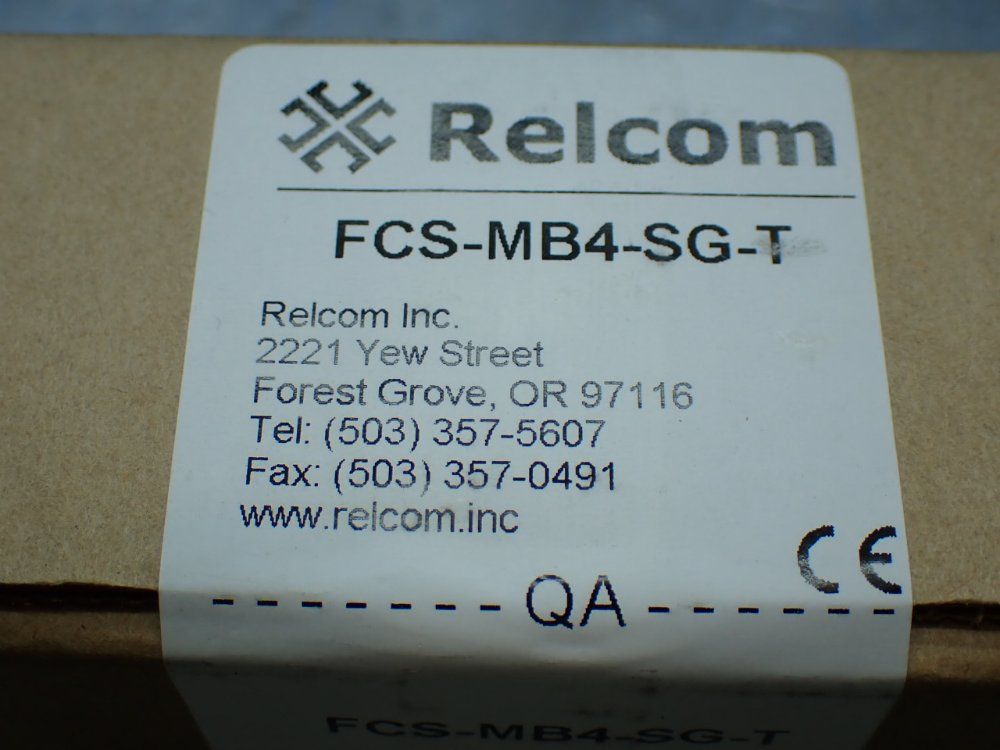 Relcom
FCS-MB4-SG-T
Relcom Inc.
2221 Yew Street
Forest Grove, OR 97116
Tel: (503) 357-5607
Fax: (503) 357-0491
www.relcom.inc
CE
- - - - - - - - QA - - - - - - -
FCS-MB4-SG-T